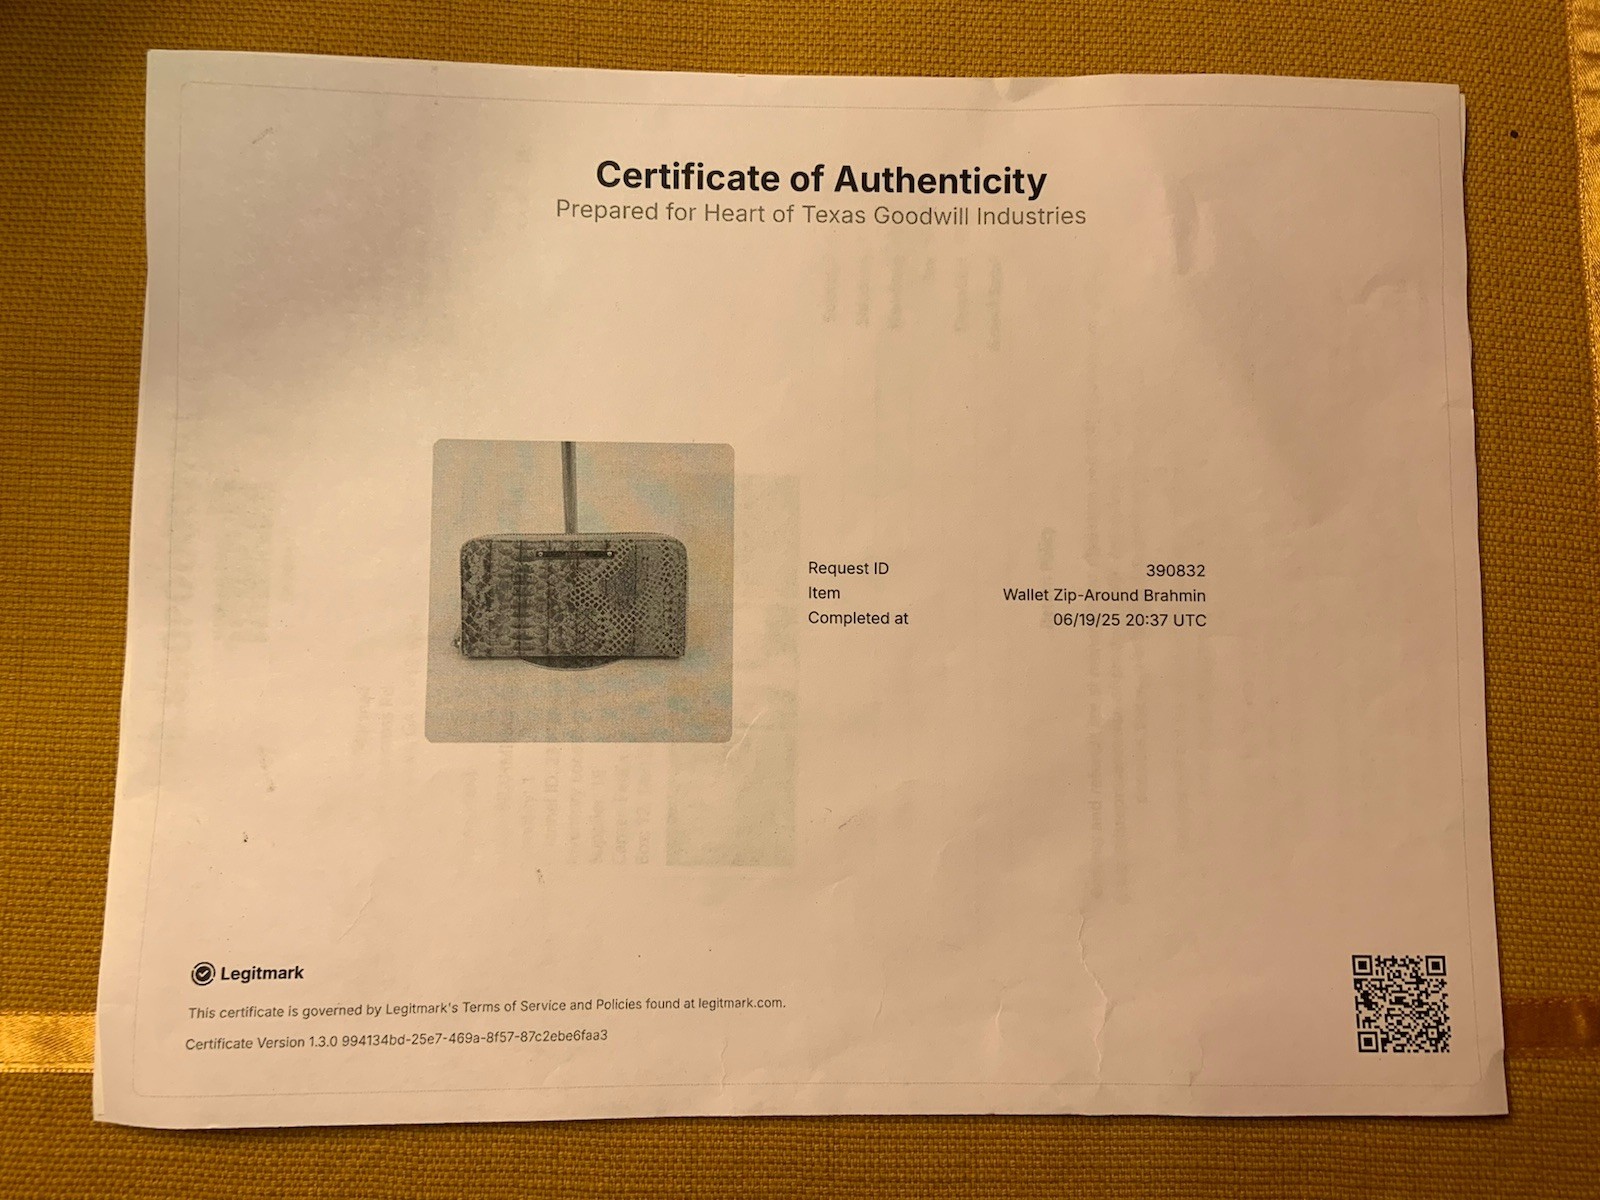 Certificate of Authenticity
Prepared for Heart of Texas Goodwill Industries
Request ID 390832
Item Wallet Zip-Around Brahmin
Completed at 06/19/25 20:37 UTC
Legitmark
This certificate is governed by Legitmark's Terms of Service and Policies found at legitmark.com.
Certificate Version 1.3.0 994134bd-25e7-469a-8f57-87c2ebe6faa3